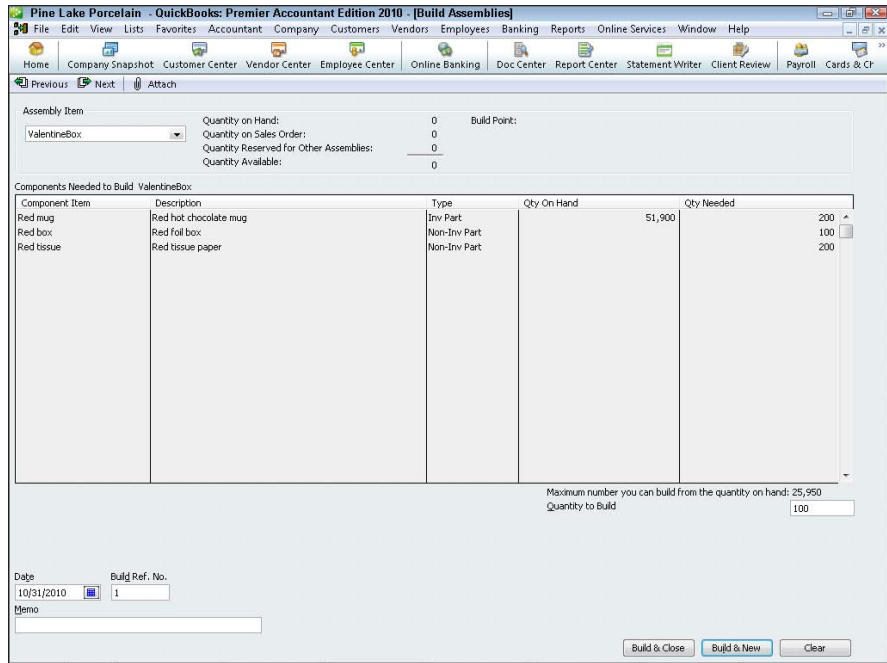 Pine Lake Porcelain - QuickBooks: Premier Accountant Edition 2010 - [Build Assemblies]
File Edit View Lists Favorites Accountant Company Customers Vendors Employees Banking Reports Online Services Window Help
Home Company Snapshot Customer Center Vendor Center Employee Center Online Banking Doc Center Report Center Statement Writer Client Review Payroll Cards & Ch
Previous Next Attach
Assembly Item
ValentineBox
Quantity on Hand: 0 Build Point:
Quantity on Sales Order: 0
Quantity Reserved for Other Assemblies: 0
Quantity Available: 0
Components Needed to Build ValentineBox
Component Item Description Type Qty On Hand Qty Needed
Red mug Red hot chocolate mug Inv Part 51,900 200
Red box Red foil box Non-Inv Part 100
Red tissue Red tissue paper Non-Inv Part 200
Maximum number you can build from the quantity on hand: 25,950
Quantity to Build 100
Date Build Ref. No.
10/31/2010 1
Memo
Build & Close Build & New Clear